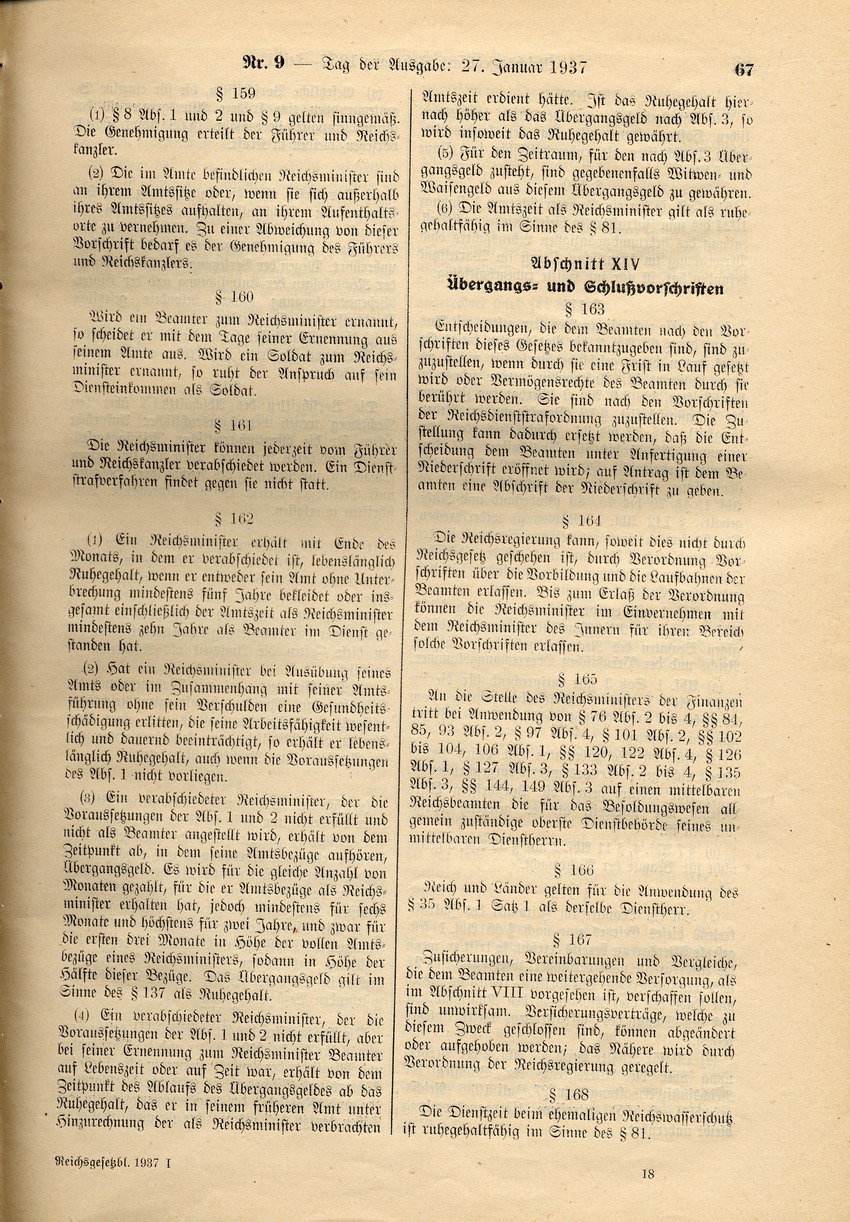 Nr. 9 — Tag der Ausgabe: 27. Januar 1937
67
§ 159
(1) § 8 Abs. 1 und 2 und § 9 gelten sinngemäß.
Die Genehmigung erteilt der Führer und Reichs-
kanzler.
(2) Die im Amte befindlichen Reichsminister sind
an ihrem Amtssitze oder, wenn sie sich außerhalb
ihres Amtssitzes aufhalten, an ihrem Aufenthalts-
orte zu vernehmen. Zu einer Abweichung von dieser
Vorschrift bedarf es der Genehmigung des Führers
und Reichskanzlers.
§ 160
Wird ein Beamter zum Reichsminister ernannt,
so scheidet er mit dem Tage seiner Ernennung aus
seinem Amte aus. Wird ein Soldat zum Reichs-
minister ernannt, so ruht der Anspruch auf sein
Diensteinkommen als Soldat.
§ 161
Die Reichsminister können jederzeit vom Führer
und Reichskanzler verabschiedet werden. Ein Dienst-
strafverfahren findet gegen sie nicht statt.
§ 162
(1) Ein Reichsminister erhält mit Ende des
Monats, in dem er verabschiedet ist, lebenslänglich
Ruhegehalt, wenn er entweder sein Amt ohne Unter-
brechung mindestens fünf Jahre bekleidet oder ins-
gesamt einschließlich der Amtszeit als Reichsminister
mindestens zehn Jahre als Beamter im Dienst ge-
standen hat.
(2) Hat ein Reichsminister bei Ausübung seines
Amts oder im Zusammenhang mit seiner Amts-
führung ohne sein Verschulden eine Gesundheits-
schädigung erlitten, die seine Arbeitsfähigkeit wesent-
lich und dauernd beeinträchtigt, so erhält er lebens-
länglich Ruhegehalt, auch wenn die Voraussetzungen
des Abs. 1 nicht vorliegen.
(3) Ein verabschiedeter Reichsminister, der die
Voraussetzungen der Abs. 1 und 2 nicht erfüllt und
nicht als Beamter angestellt wird, erhält von dem
Zeitpunkt ab, in dem seine Amtsbezüge aufhören,
Übergangsgeld. Es wird für die gleiche Anzahl von
Monaten gezahlt, für die er Amtsbezüge als Reichs-
minister erhalten hat, jedoch mindestens für sechs
Monate und höchstens für zwei Jahre, und zwar für
die ersten drei Monate in Höhe der vollen Amts-
bezüge eines Reichsministers, sodann in Höhe der
Hälfte dieser Bezüge. Das Übergangsgeld gilt im
Sinne des § 137 als Ruhegehalt.
(4) Ein verabschiedeter Reichsminister, der die
Voraussetzungen der Abs. 1 und 2 nicht erfüllt, aber
bei seiner Ernennung zum Reichsminister Beamter
auf Lebenszeit oder auf Zeit war, erhält von dem
Zeitpunkt des Ablaufs des Übergangsgeldes ab das
Ruhegehalt, das er in seinem früheren Amt unter
Hinzurechnung der als Reichsminister verbrachten
Amtszeit erdient hätte. Ist das Ruhegehalt hier-
nach höher als das Übergangsgeld nach Abs. 3, so
wird insoweit das Ruhegehalt gewährt.
(5) Für den Zeitraum, für den nach Abs. 3 Über-
gangsgeld zusteht, sind gegebenenfalls Witwen- und
Waisengeld aus diesem Übergangsgeld zu gewähren.
(6) Die Amtszeit als Reichsminister gilt als ruhe-
gehaltfähig im Sinne des § 81.
Abschnitt XIV
Übergangs- und Schlußvorschriften
§ 163
Entscheidungen, die dem Beamten nach den Vor-
schriften dieses Gesetzes bekanntzugeben sind, sind zu-
zuzustellen, wenn durch sie eine Frist in Lauf gesetzt
wird oder Vermögensrechte des Beamten durch sie
berührt werden. Sie sind nach den Vorschriften
der Reichsdienststrafordnung zuzustellen. Die Zu-
stellung kann dadurch ersetzt werden, daß die Ent-
scheidung dem Beamten unter Anfertigung einer
Niederschrift eröffnet wird; auf Antrag ist dem Be-
amten eine Abschrift der Niederschrift zu geben.
§ 164
Die Reichsregierung kann, soweit dies nicht durch
Reichsgesetz geschehen ist, durch Verordnung Vor-
schriften über die Vorbildung und die Laufbahnen der
Beamten erlassen. Bis zum Erlaß der Verordnung
können die Reichsminister im Einvernehmen mit
dem Reichsminister des Innern für ihren Bereich
solche Vorschriften erlassen.
§ 165
An die Stelle des Reichsministers der Finanzen
tritt bei Anwendung von § 76 Abs. 2 bis 4, §§ 84,
85, 93 Abs. 2, § 97 Abs. 4, § 101 Abs. 2, §§ 102
bis 104, 106 Abs. 1, §§ 120, 122 Abs. 4, § 126
Abs. 1, § 127 Abs. 3, § 133 Abs. 2 bis 4, § 135
Abs. 3, §§ 144, 149 Abs. 3 auf einen mittelbaren
Reichsbeamten die für das Besoldungswesen all-
gemein zuständige oberste Dienstbehörde seines un-
mittelbaren Dienstherrn.
§ 166
Reich und Länder gelten für die Anwendung des
§ 35 Abs. 1 Satz 1 als derselbe Dienstherr.
§ 167
Zusicherungen, Vereinbarungen und Vergleiche,
die dem Beamten eine weitergehende Versorgung, als
im Abschnitt VIII vorgesehen ist, verschaffen sollen,
sind unwirksam. Versicherungsverträge, welche zu
diesem Zweck geschlossen sind, können abgeändert
oder aufgehoben werden; das Nähere wird durch
Verordnung der Reichsregierung geregelt.
§ 168
Die Dienstzeit beim ehemaligen Reichswasserschutz
ist ruhegehaltfähig im Sinne des § 81.
Reichsgesetzbl. 1937 I
18